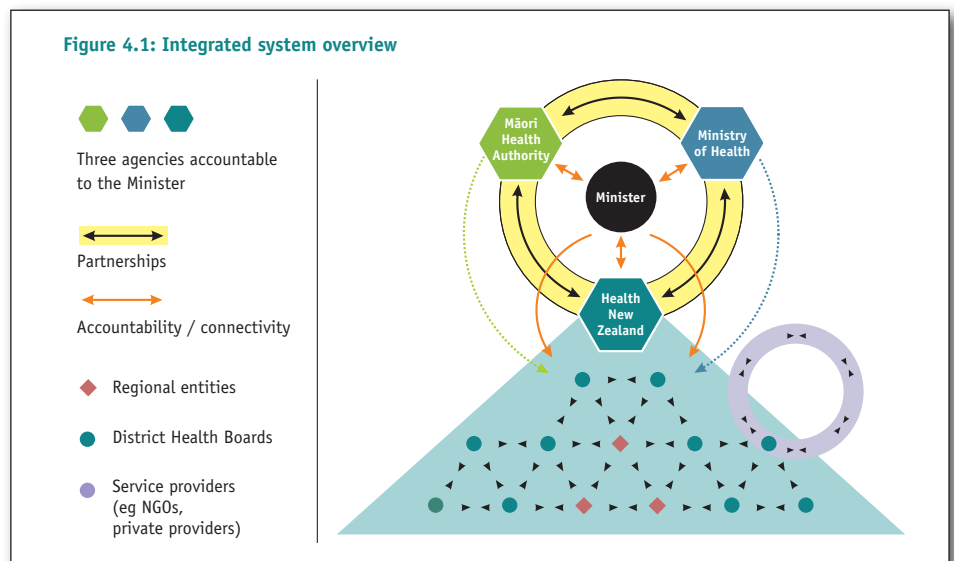 Figure 4.1: Integrated system overview
Three agencies accountable
to the Minister
Partnerships
Accountability / connectivity
Regional entities
District Health Boards
Service providers
(eg NGOs,
private providers)
Māori
Health
Authority
Ministry
of Health
Minister
Health
New
Zealand